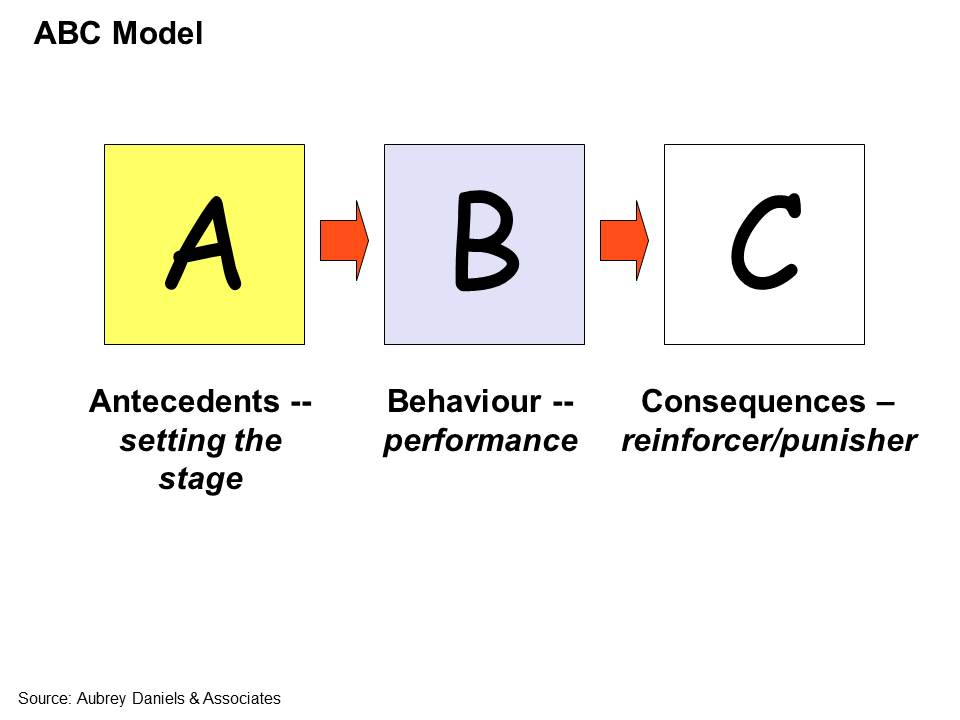 ABC Model
A
B
C
Antecedents --
setting the
stage
Behaviour --
performance
Consequences –
reinforcer/punisher
Source: Aubrey Daniels & Associates